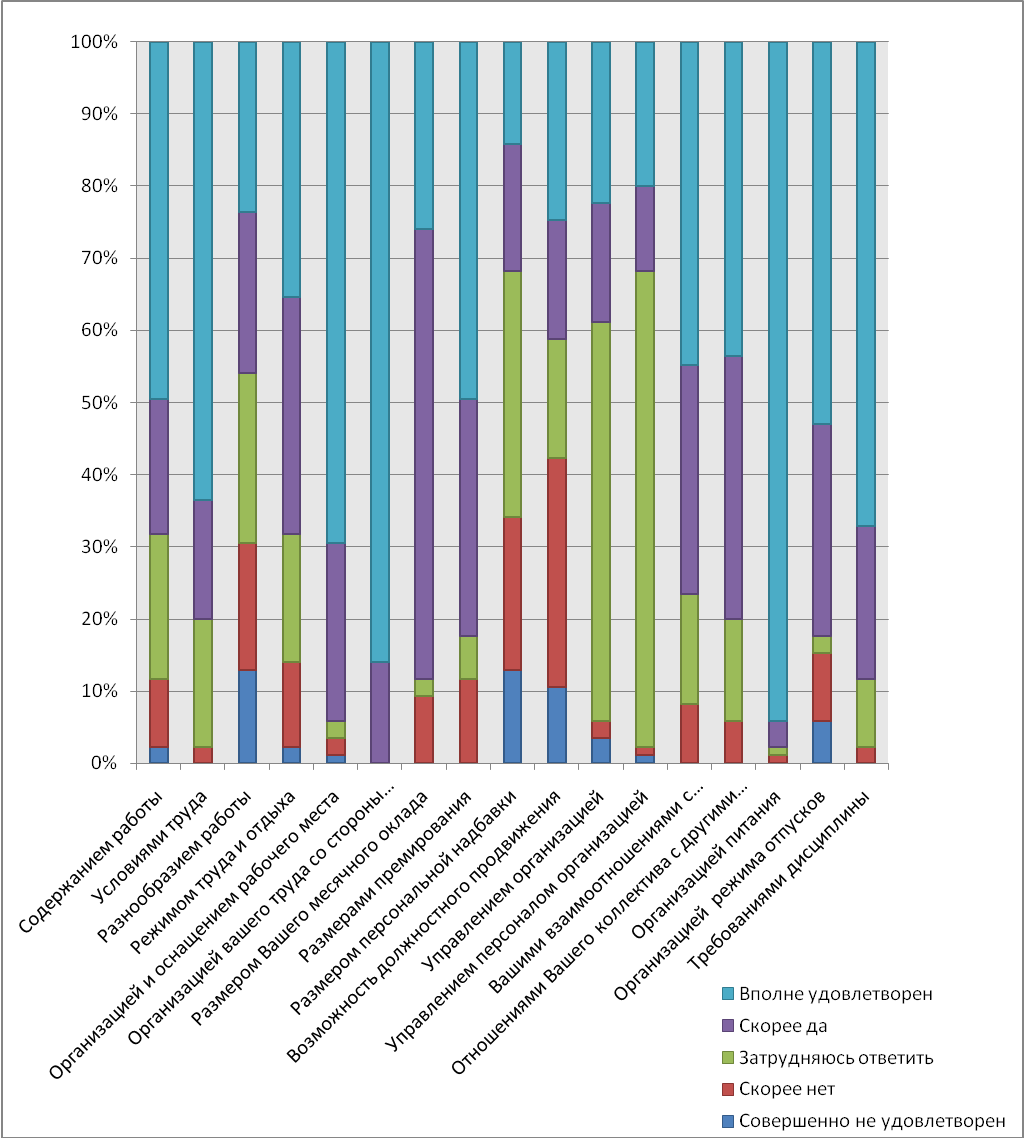 100%
90%
80%
70%
60%
50%
40%
30%
20%
10%
0%
Содержанием работы
Условиями труда
Разнообразием работы
Режимом труда и отдыха
Организацией и оснащением рабочего места
Организацией вашего труда со стороны...
Размером Вашего месячного оклада
Размерами премирования
Размером персональной надбавки
Возможность должностного продвижения
Управлением организацией
Управлением персоналом организацией
Вашими взаимоотношениями с...
Отношениями Вашего коллектива с другими...
Организацией питания
Организацией режима отпусков
Требованиями дисциплины
Вполне удовлетворен
Скорее да
Затрудняюсь ответить
Скорее нет
Совершенно не удовлетворен